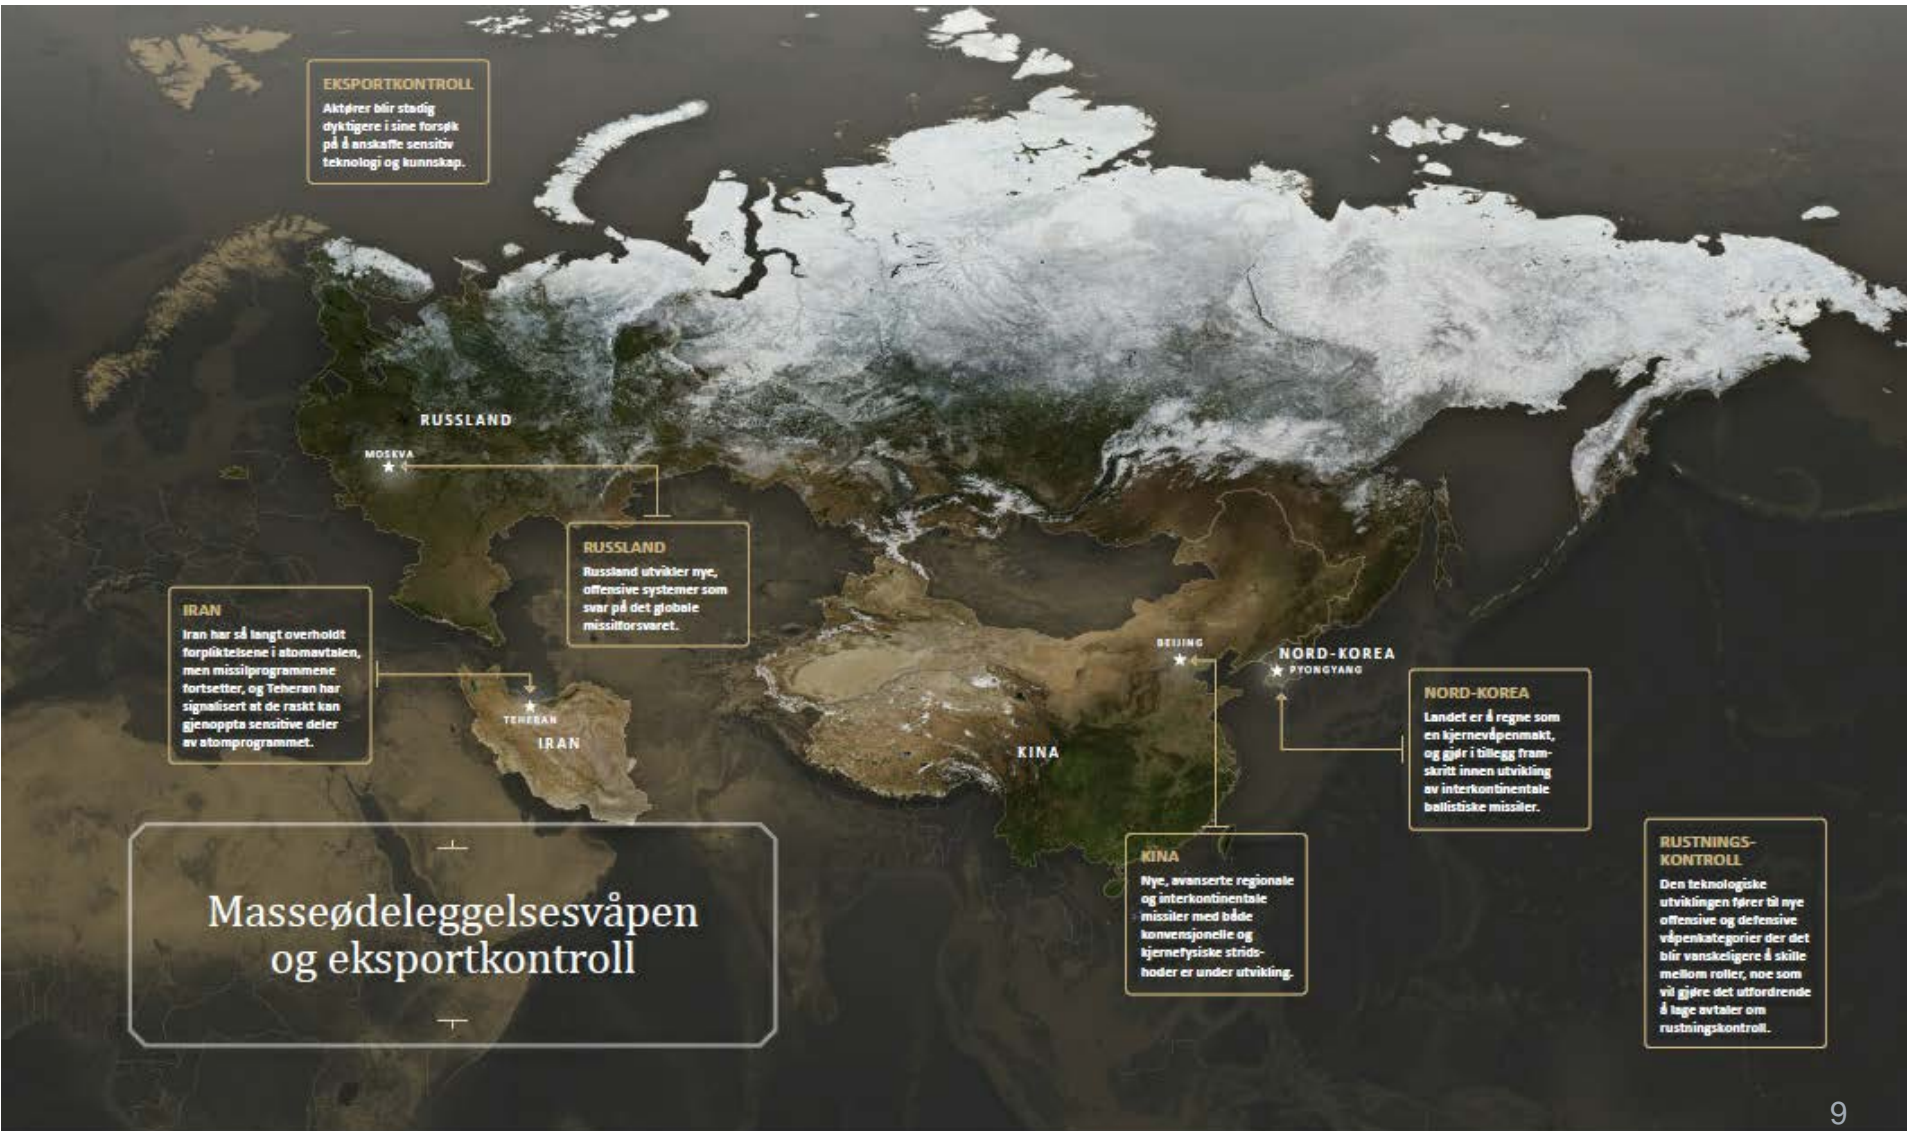 EKSPORTKONTROLL
Aktører blir stadig
dyktigere i sine forsøk
på å anskaffe sensitiv
teknologi og kunnskap.
RUSSLAND
MOSKVA
RUSSLAND
Russland utvikler nye,
offensive systemer som
svar på det globale
missilforsvaret.
IRAN
Iran har så langt overholdt
forpliktelsene i atomavtalen,
men missilprogrammene
fortsetter, og Teheran har
signalisert at de raskt kan
gjenoppta sensitive deler
av atomprogrammet.
TEHERAN
IRAN
BEIJING
NORD-KOREA
PYONGYANG
KINA
NORD-KOREA
Landet er å regne som
en kjernevåpenmakt,
og gjør i tillegg fram-
skritt innen utvikling
av interkontinentale
ballistiske missiler.
KINA
Nye, avanserte regionale
og interkontinentale
missiler med både
konvensjonelle og
kjernefysiske strids-
hoder er under utvikling.
RUSTNINGS-
KONTROLL
Den teknologiske
utviklingen fører til nye
offensive og defensive
våpenkategorier der det
blir vanskeligere å skille
mellom roller, noe som
vil gjøre det utfordrende
å lage avtaler om
rustningskontroll.
Masseødeleggelsesvåpen
og eksportkontroll
9